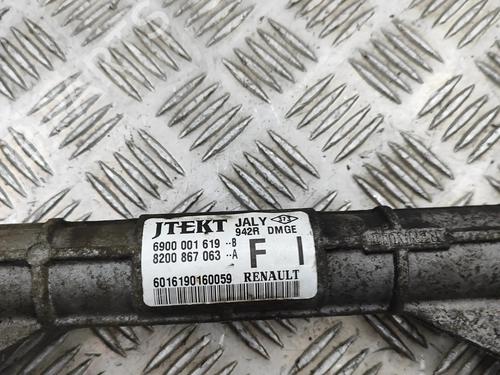 JTEKT JALY
942R DMGE
6900 001 619 --B
8200 867 063 --A
F I
6016190160059 RENAULT